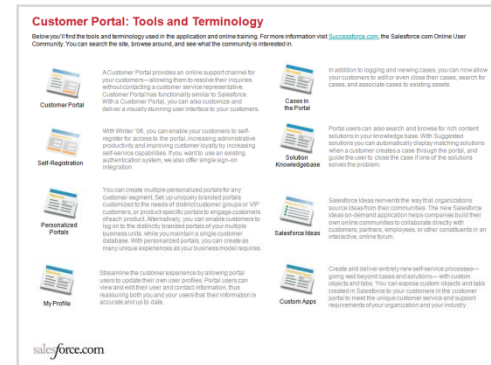 Customer Portal: Tools and Terminology
Below you'll find the tools and terminology used in the application and online training. For more information visit Successforce.com, the Salesforce.com Online User
Community. You can search the site, browse around, and see what the community is interested in.
Customer Portal
A Customer Portal provides an online support channel for
your customers—allowing them to resolve their inquiries
without contacting a customer service representative.
Customer Portal has functionality similar to Salesforce.
With a Customer Portal, you can also customize and
deliver a visually stunning user interface to your customers.
Self-Registration
With Winter '08, you can enable your customers to self-
register for access to the portal, increasing administrative
productivity and improving customer loyalty by increasing
self-service capabilities. If you want to use an existing
authentication system, we also offer single sign-on
integration.
Personalized
Portals
You can create multiple personalized portals for any
customer segment. Set up uniquely branded portals
customized to the needs of distinct customer groups or VIP
customers, or product-specific portals to engage customers
of each product. Alternatively, you can enable customers to
log on to the distinctly branded portals of your multiple
business units, while you maintain a single customer
database. With personalized portals, you can create as
many unique experiences as your business model requires.
My Profile
Streamline the customer experience by allowing portal
users to update their own user profiles. Portal users can
view and edit their user and contact information, thus
reassuring both you and your users that their information is
accurate and up to date.
Cases in
the Portal
In addition to logging and viewing cases, you can now allow
your customers to edit or even close their cases, search for
cases, and associate cases to existing assets.
Solution
Knowledgebase
Portal users can also search and browse for rich content
solutions in your knowledge base. With Suggested
solutions you can automatically display matching solutions
when a customer creates a case through the portal, and
guide the user to close the case if one of the solutions
solves the problem.
Salesforce Ideas
Salesforce Ideas reinvents the way that organizations
source ideas from their communities. The new Salesforce
Ideas on-demand application helps companies build their
own online communities to collaborate directly with
customers, partners, employees, or other constituents in an
interactive, online forum.
Custom Apps
Create and deliver entirely new self-service processes—
going well beyond cases and solutions—with custom
objects and tabs. You can expose custom objects and tabs
created in Salesforce to your customers in the customer
portal to meet the unique customer service and support
requirements of your organization and your industry.
salesforce.com